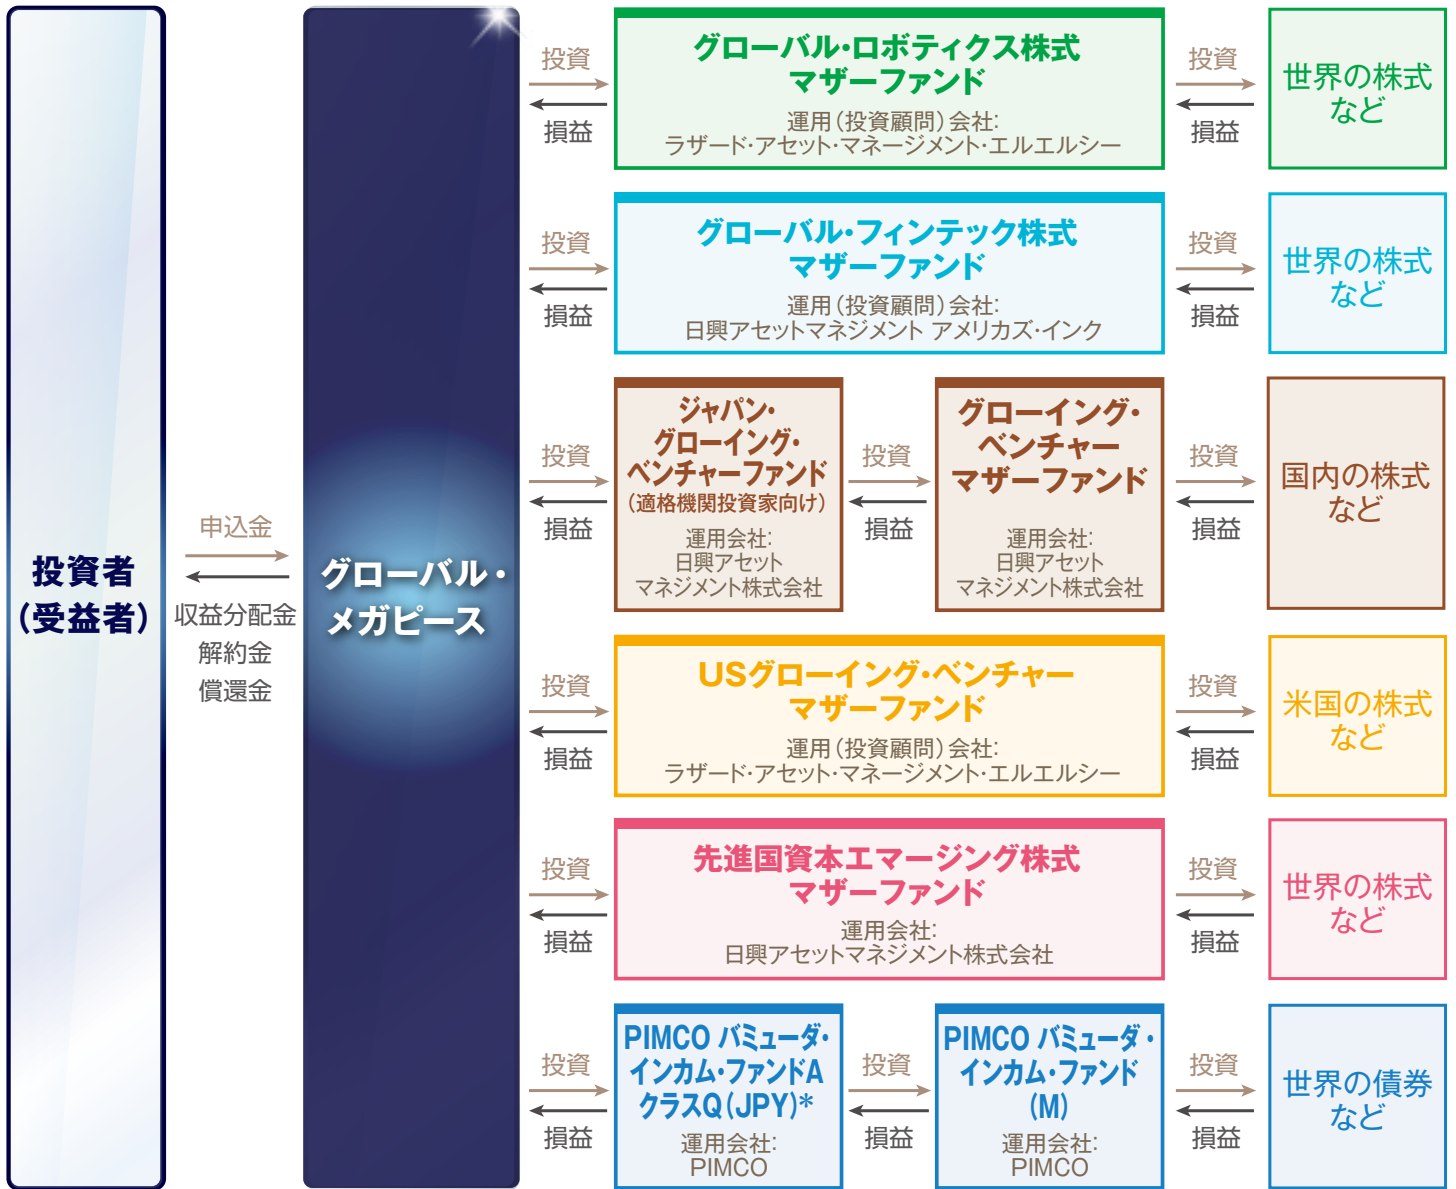 投資者
(受益者)
申込金
収益分配金
解約金
償還金
グローバル・
メガピース
投資
損益
グローバル・ロボティクス株式
マザーファンド
運用(投資顧問)会社:
ラザード・アセット・マネージメント・エルエルシー
投資
損益
世界の株式
など
投資
損益
グローバル・フィンテック株式
マザーファンド
運用(投資顧問)会社:
日興アセットマネジメント アメリカズ・インク
投資
損益
世界の株式
など
投資
損益
ジャパン・
グローイング・
ベンチャーファンド
(適格機関投資家向け)
運用会社:
日興アセット
マネジメント株式会社
投資
損益
グローイング・
ベンチャー
マザーファンド
運用会社:
日興アセット
マネジメント株式会社
投資
損益
国内の株式
など
投資
損益
USグローイング・ベンチャー
マザーファンド
運用(投資顧問)会社:
ラザード・アセット・マネージメント・エルエルシー
投資
損益
米国の株式
など
投資
損益
先進国資本エマージング株式
マザーファンド
運用会社:
日興アセットマネジメント株式会社
投資
損益
世界の株式
など
投資
損益
PIMCO バミューダ・
インカム・ファンドA
クラスQ(JPY)*
運用会社:
PIMCO
投資
損益
PIMCO バミューダ・
インカム・ファンド
(M)
運用会社:
PIMCO
投資
損益
世界の債券
など